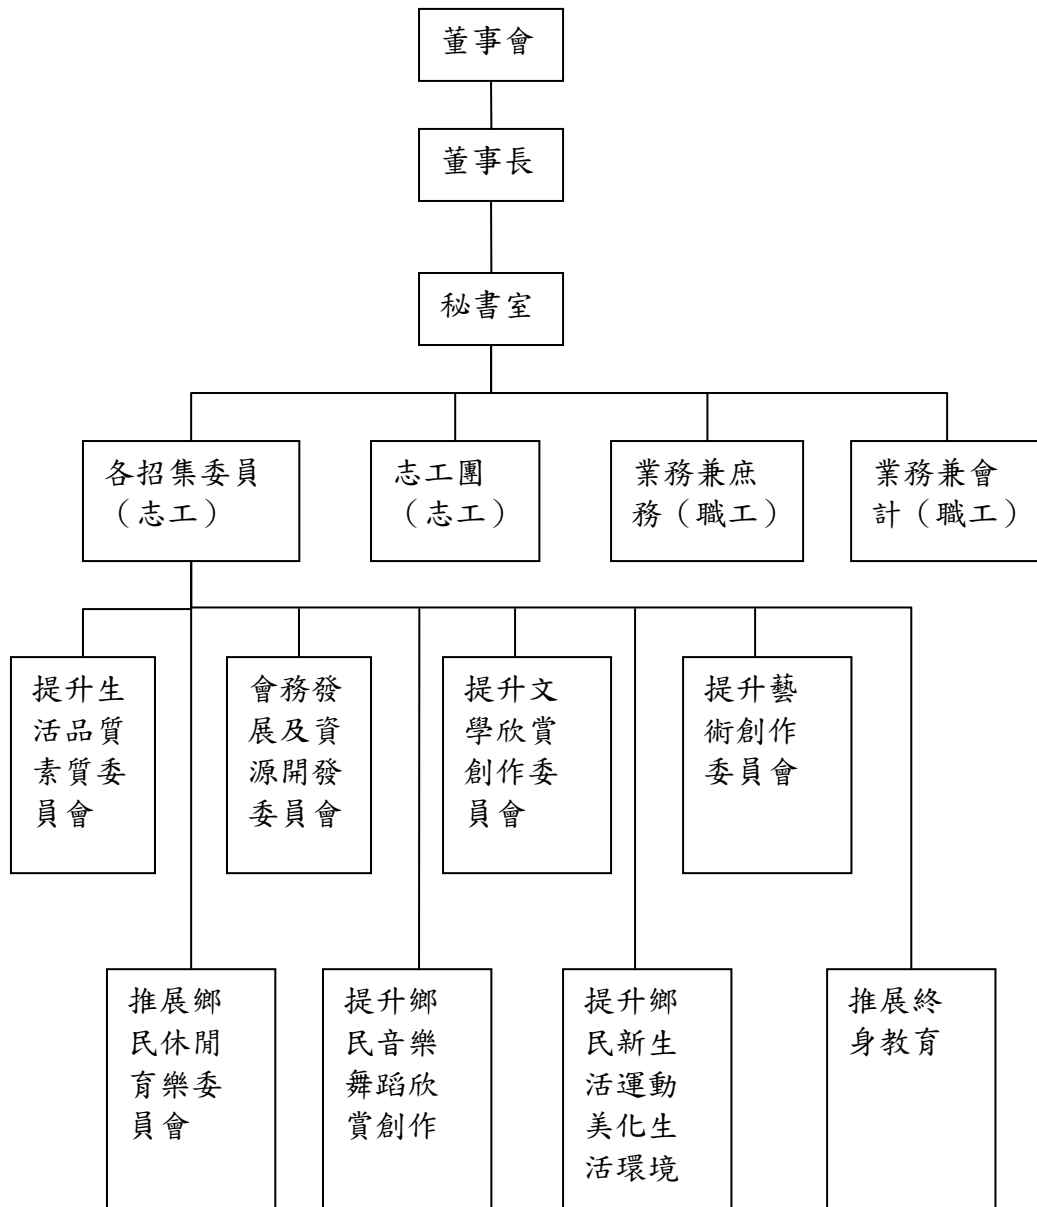 董事會
董事長
秘書室
各招集委員
（志工）
志工團
（志工）
業務兼庶
務（職工）
業務兼會
計（職工）
提升生
活品質
素質委
員會
會務發
展及資
源開發
委員會
提升文
學欣賞
創作委
員會
提升藝
術創作
委員會
推展鄉
民休閒
育樂委
員會
提升鄉
民音樂
舞蹈欣
賞創作
提升鄉
民新生
活運動
美化生
活環境
推展終
身教育